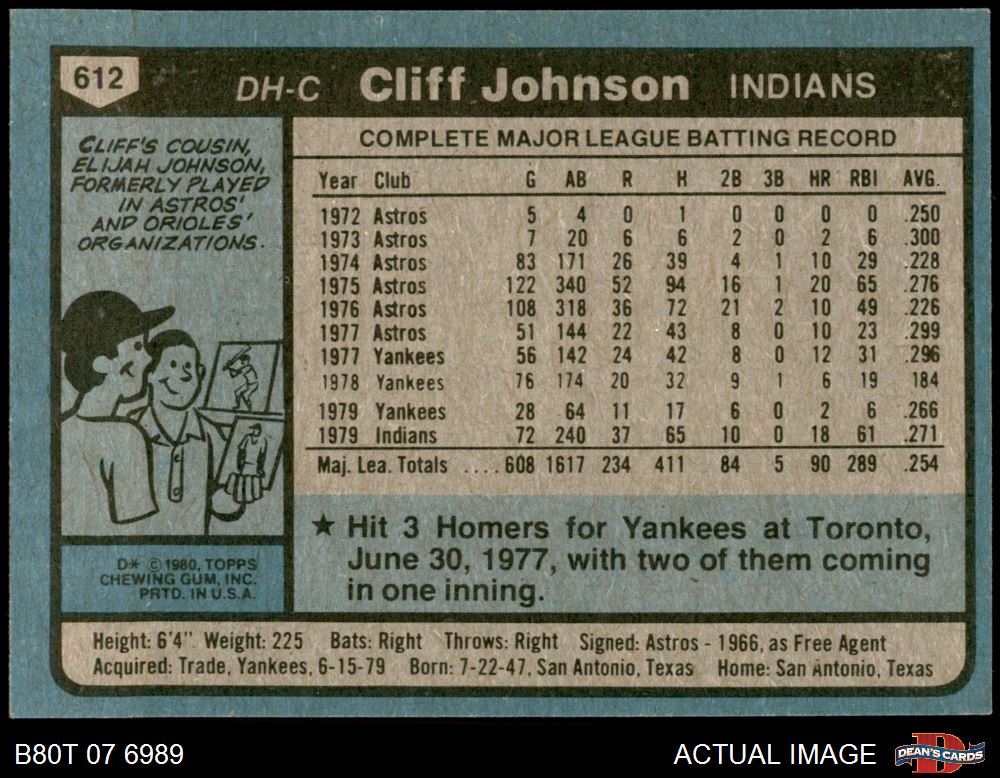 612 DH-C Cliff Johnson INDIANS
CLIFF'S COUSIN,
ELIJAH JOHNSON,
FORMERLY PLAYED
IN ASTROS'
AND ORIOLES'
ORGANIZATIONS.
D* © 1980, TOPPS
CHEWING GUM, INC.
PRTD. IN U.S.A.
COMPLETE MAJOR LEAGUE BATTING RECORD
Year Club G AB R H 2B 3B HR RBI AVG.
1972 Astros 5 4 0 1 0 0 0 0 .250
1973 Astros 7 20 6 6 2 0 2 6 .300
1974 Astros 83 171 26 39 4 1 10 29 .228
1975 Astros 122 340 52 94 16 1 20 65 .276
1976 Astros 108 318 36 72 21 2 10 49 .226
1977 Astros 51 144 22 43 8 0 10 23 .299
1977 Yankees 56 142 24 42 8 0 12 31 .296
1978 Yankees 76 174 20 32 9 1 6 19 .184
1979 Yankees 28 64 11 17 6 0 2 6 .266
1979 Indians 72 240 37 65 10 0 18 61 .271
Maj. Lea. Totals .... 608 1617 234 411 84 5 90 289 .254
★ Hit 3 Homers for Yankees at Toronto,
June 30, 1977, with two of them coming
in one inning.
Height: 6'4" Weight: 225 Bats: Right Throws: Right Signed: Astros - 1966, as Free Agent
Acquired: Trade, Yankees, 6-15-79 Born: 7-22-47, San Antonio, Texas Home: San Antonio, Texas
B80T 07 6989 ACTUAL IMAGE DEAN'S CARDS